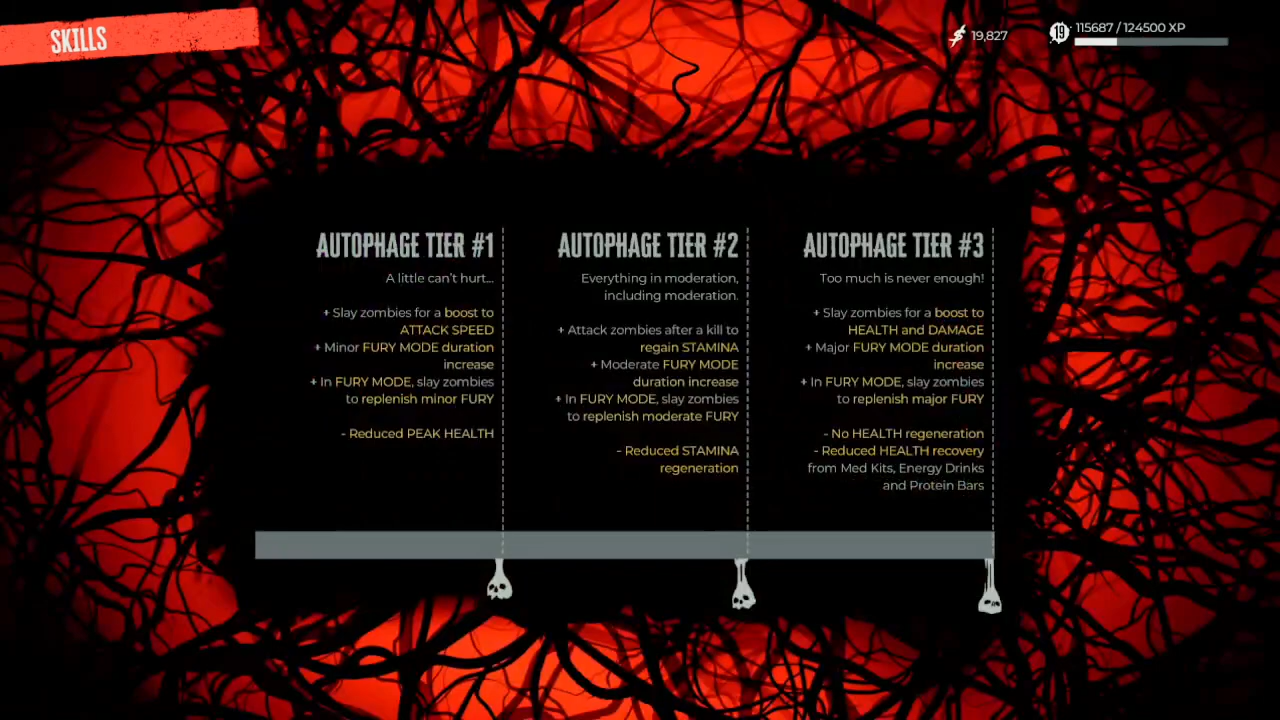 SKILLS
19,827
19
115687 / 124500 XP
AUTOPHAGE TIER #1
A little can't hurt...
+ Slay zombies for a boost to
ATTACK SPEED
+ Minor FURY MODE duration
increase
+ In FURY MODE, slay zombies
to replenish minor FURY
- Reduced PEAK HEALTH
AUTOPHAGE TIER #2
Everything in moderation,
including moderation.
+ Attack zombies after a kill to
regain STAMINA
+ Moderate FURY MODE
duration increase
+ In FURY MODE, slay zombies
to replenish moderate FURY
- Reduced STAMINA
regeneration
AUTOPHAGE TIER #3
Too much is never enough!
+ Slay zombies for a boost to
HEALTH and DAMAGE
+ Major FURY MODE duration
increase
+ In FURY MODE, slay zombies
to replenish major FURY
- No HEALTH regeneration
- Reduced HEALTH recovery
from Med Kits, Energy Drinks
and Protein Bars